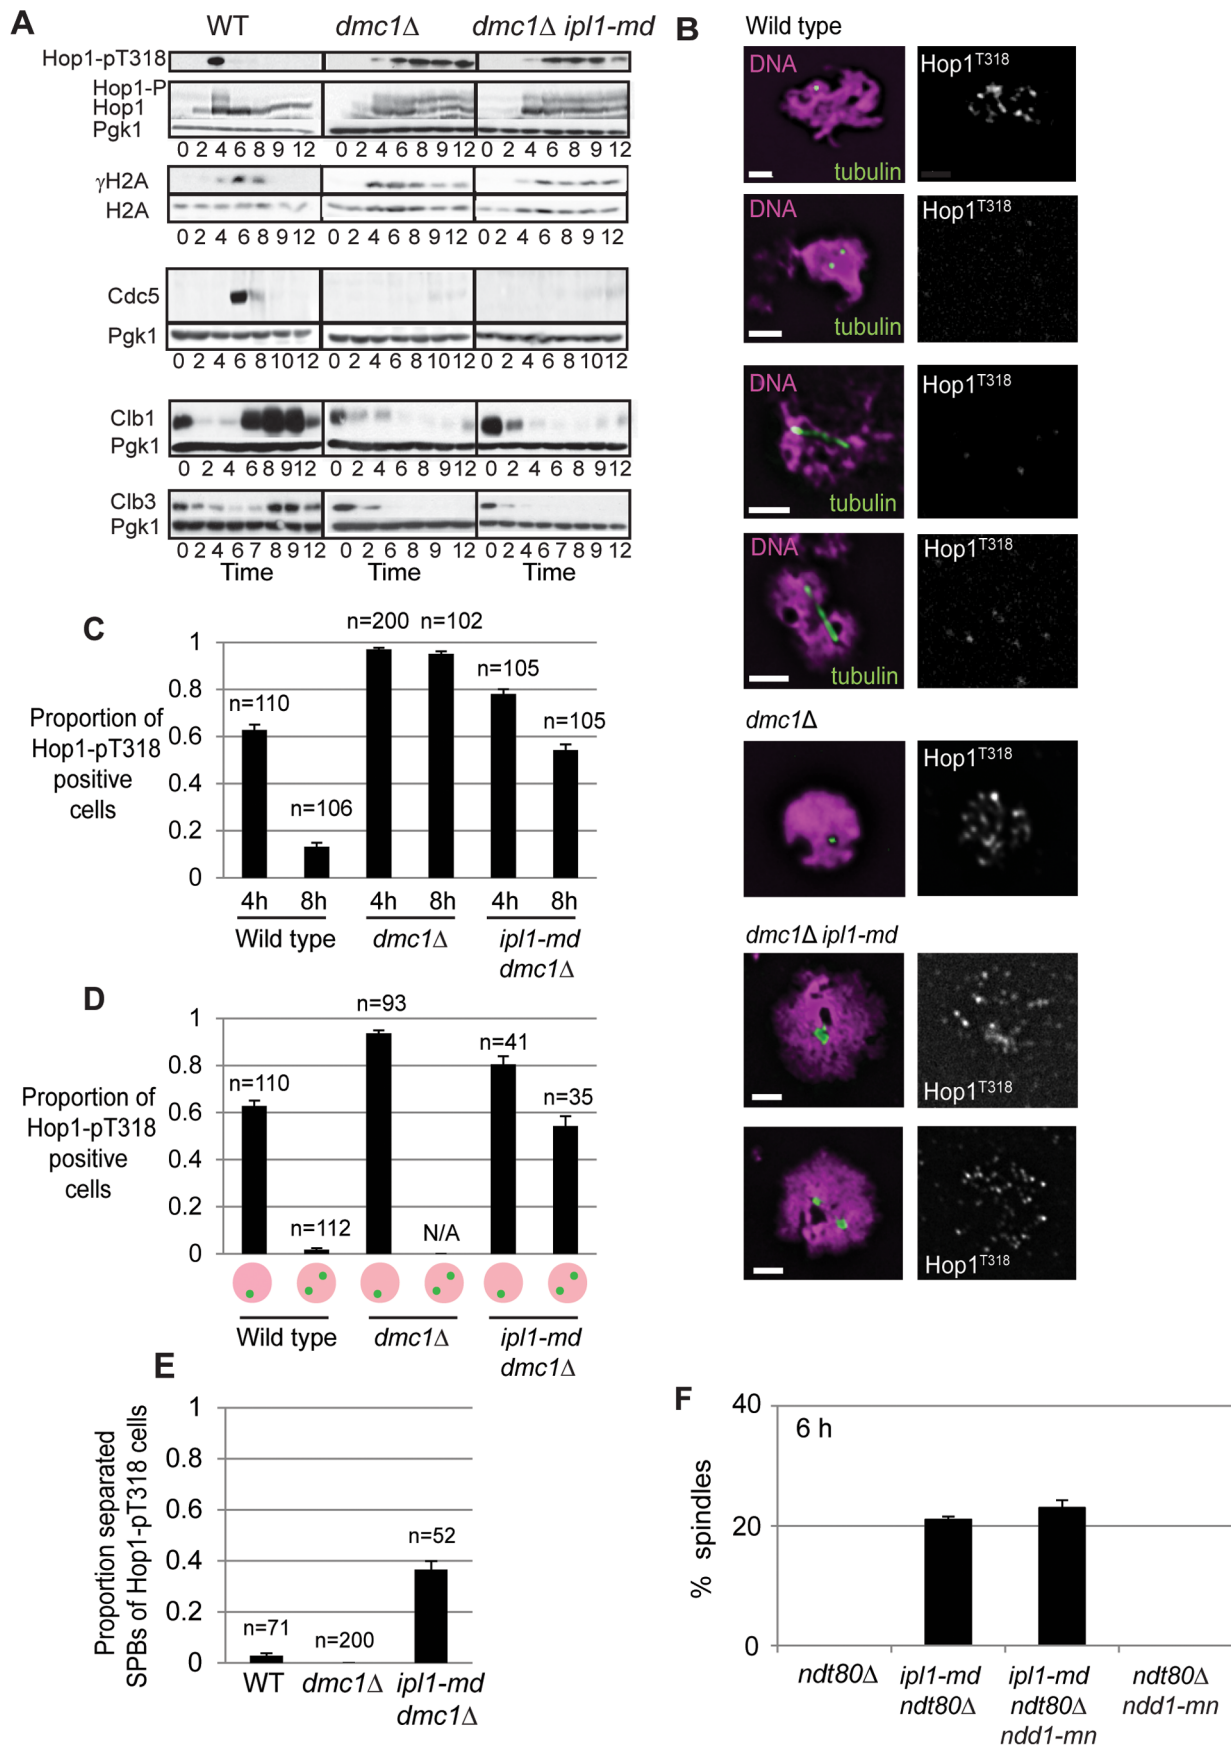 A
WT
dmc1Δ
dmc1Δ ipl1-md
Hop1-pT318
Hop1-P
Hop1
Pgk1
0 2 4 6 8 9 12
0 2 4 6 8 9 12
0 2 4 6 8 9 12
γH2A
H2A
0 2 4 6 8 9 12
0 2 4 6 8 9 12
0 2 4 6 8 9 12
Cdc5
Pgk1
0 2 4 6 8 10 12
0 2 4 6 8 10 12
0 2 4 6 8 10 12
Clb1
Pgk1
0 2 4 6 8 9 12
0 2 4 6 8 9 12
0 2 4 6 8 9 12
Clb3
Pgk1
0 2 4 6 7 8 9 12
0 2 6 7 8 9 12
0 2 4 6 7 8 9 12
Time
Time
Time
B
Wild type
DNA
tubulin
Hop1T318
DNA
tubulin
Hop1T318
DNA
tubulin
Hop1T318
DNA
tubulin
Hop1T318
dmc1Δ
Hop1T318
dmc1Δ ipl1-md
Hop1T318
Hop1T318
C
Proportion of
Hop1-pT318
positive
cells
1
0.8
0.6
0.4
0.2
0
n=110
n=106
n=200
n=102
n=105
n=105
4h
8h
4h
8h
4h
8h
Wild type
dmc1Δ
ipl1-md
dmc1Δ
D
Proportion of
Hop1-pT318
positive
cells
1
0.8
0.6
0.4
0.2
0
n=110
n=112
n=93
N/A
n=41
n=35
Wild type
dmc1Δ
ipl1-md
dmc1Δ
E
Proportion separated
SPBs of Hop1-pT318 cells
1
0.8
0.6
0.4
0.2
0
n=71
n=200
n=52
WT
dmc1Δ
ipl1-md
dmc1Δ
F
% spindles
40
20
0
6 h
ndt80Δ
ipl1-md
ndt80Δ
ipl1-md
ndt80Δ
ndd1-mn
ndt80Δ
ndd1-mn